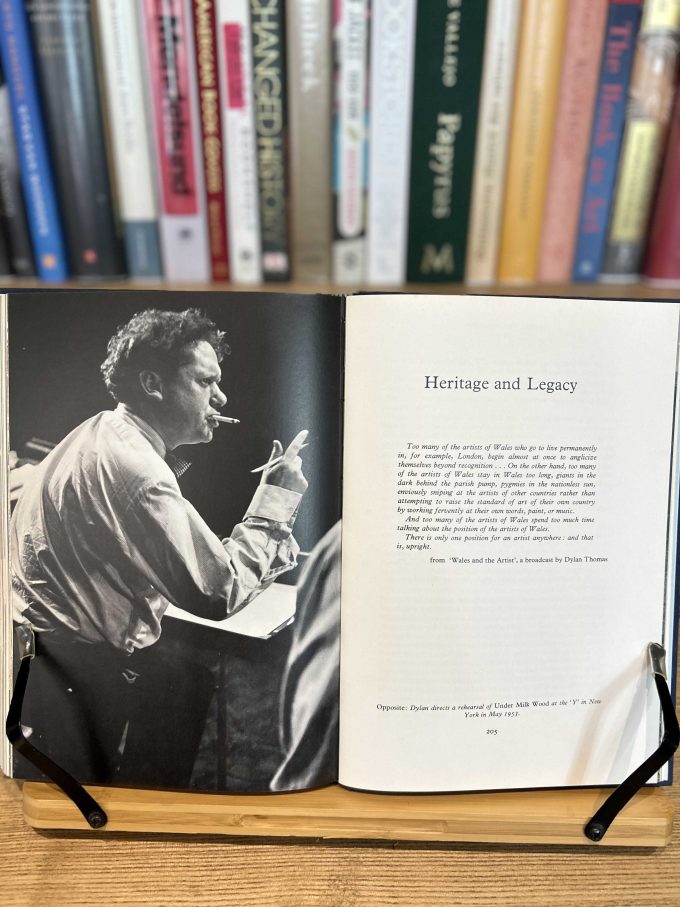 CHANGED HISTORY
VALLEJO
Papyrus
The Book as Art
Heritage and Legacy
Too many of the artists of Wales who go to live permanently
in, for example, London, begin almost at once to anglicize
themselves beyond recognition . . . On the other hand, too many
of the artists of Wales stay in Wales too long, giants in the
dark behind the parish pump, pygmies in the nationless sun,
enviously sniping at the artists of other countries rather than
attempting to raise the standard of art of their own country
by working fervently at their own words, paint, or music.
And too many of the artists of Wales spend too much time
talking about the position of the artists of Wales.
There is only one position for an artist anywhere: and that
is, upright.
from 'Wales and the Artist', a broadcast by Dylan Thomas
Opposite: Dylan directs a rehearsal of Under Milk Wood at the 'Y' in New
York in May 1953.
205